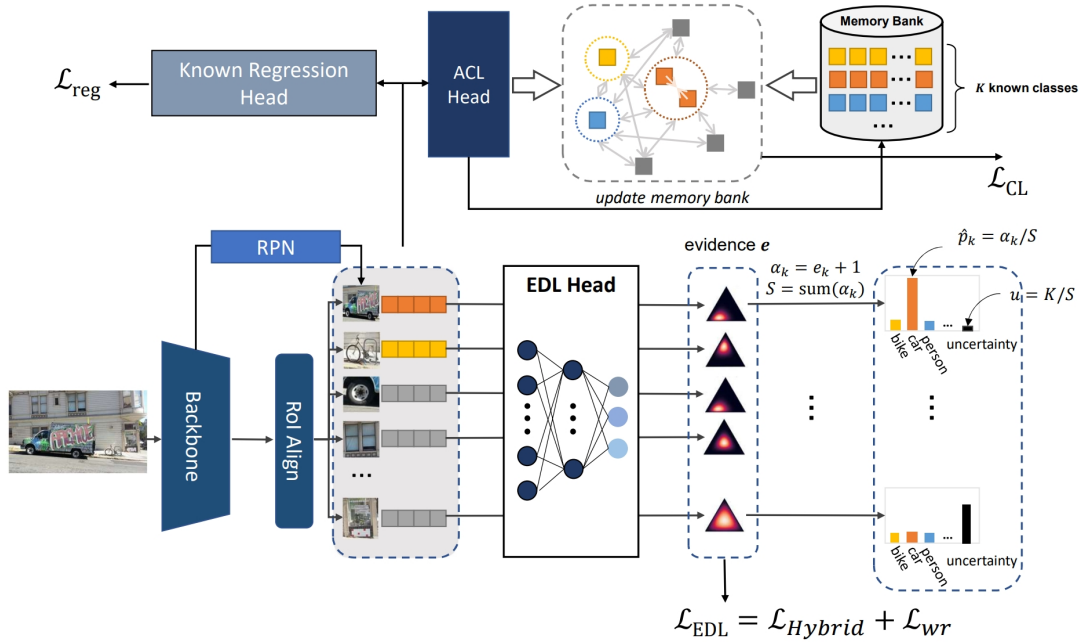 Memory Bank
K known classes
...
Known Regression
Head
ℒreg
ACL
Head
ℒCL
update memory bank
RPN
evidence e
αk = ek + 1
S = sum(αk)
p̂k = αk/S
u = K/S
EDL Head
Backbone
RoI Align
...
bike
car
person
...
uncertainty
bike
car
person
...
uncertainty
ℒEDL = ℒHybrid + ℒwr